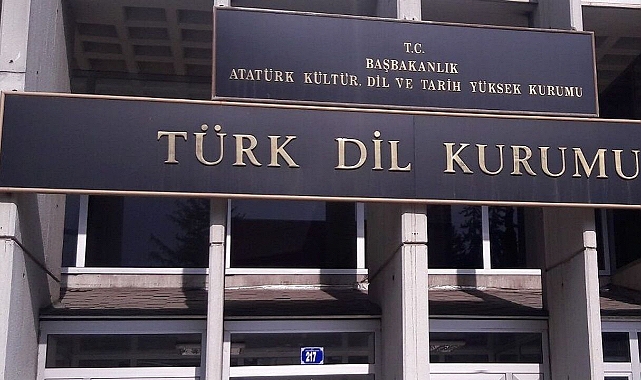 T.C.
BAŞBAKANLIK
ATATÜRK KÜLTÜR, DİL VE TARİH YÜKSEK KURUMU
TÜRK DİL KURUMU
217